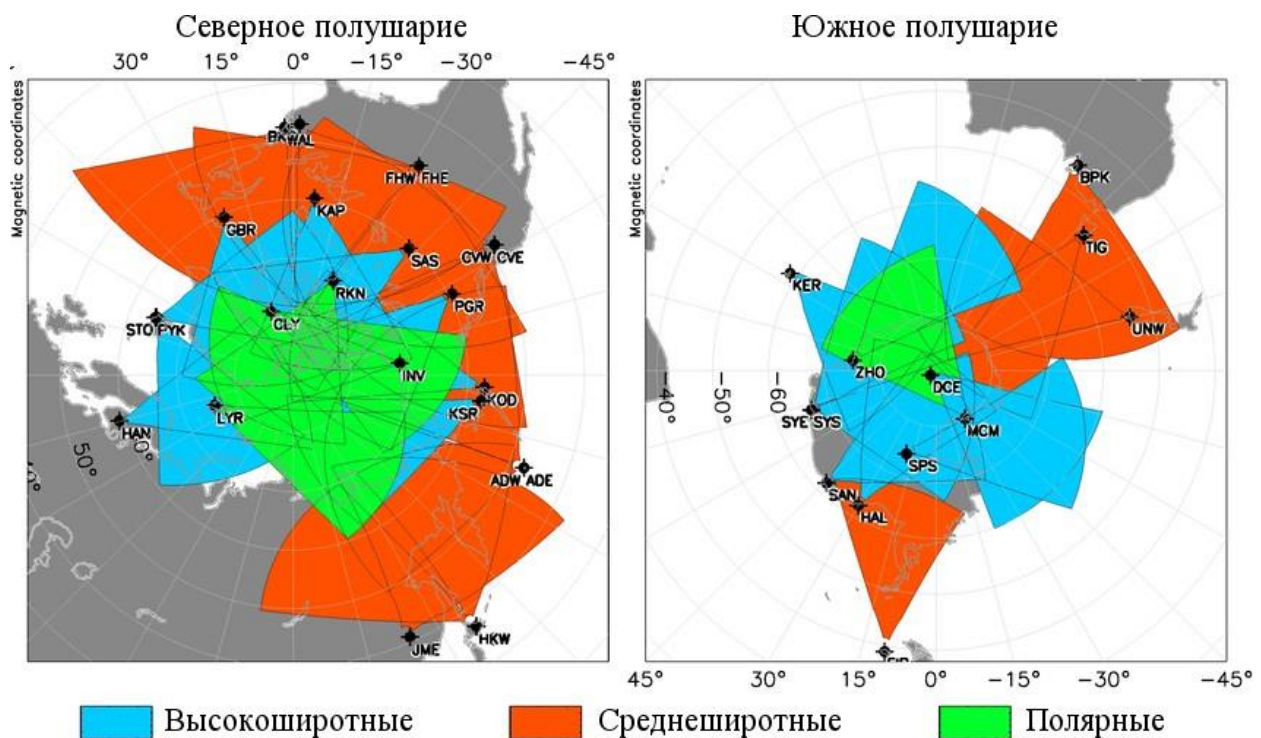 Северное полушарие
Южное полушарие
30° 15° 0° -15° -30° -45°
Magnetic coordinates
WAL
FHW FHE
KAP
GBR
SAS
CVW CVE
RKN
PGR
STO PYK
CLY
INV
KOD
KSR
LYR
HAN
50°
ADW ADE
HKW
JME
Magnetic coordinates
BPK
TIG
KER
UNW
ZHO
DCE
-40° -50° -60°
SYE SYS
MCM
SPS
SAN
HAL
45° 30° 15° 0° -15° -30° -45°
Высокоширотные
Среднеширотные
Полярные